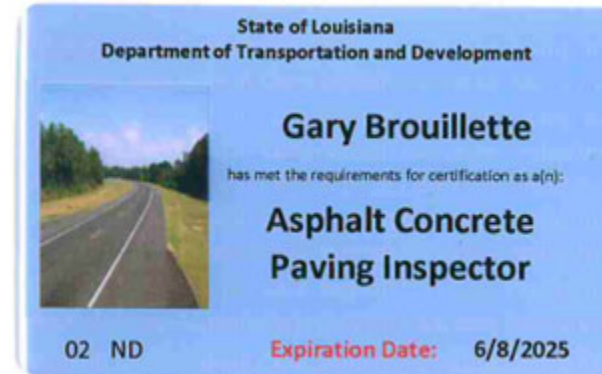 State of Louisiana
Department of Transportation and Development
Gary Brouillette
has met the requirements for certification as a(n):
Asphalt Concrete
Paving Inspector
02 ND Expiration Date: 6/8/2025